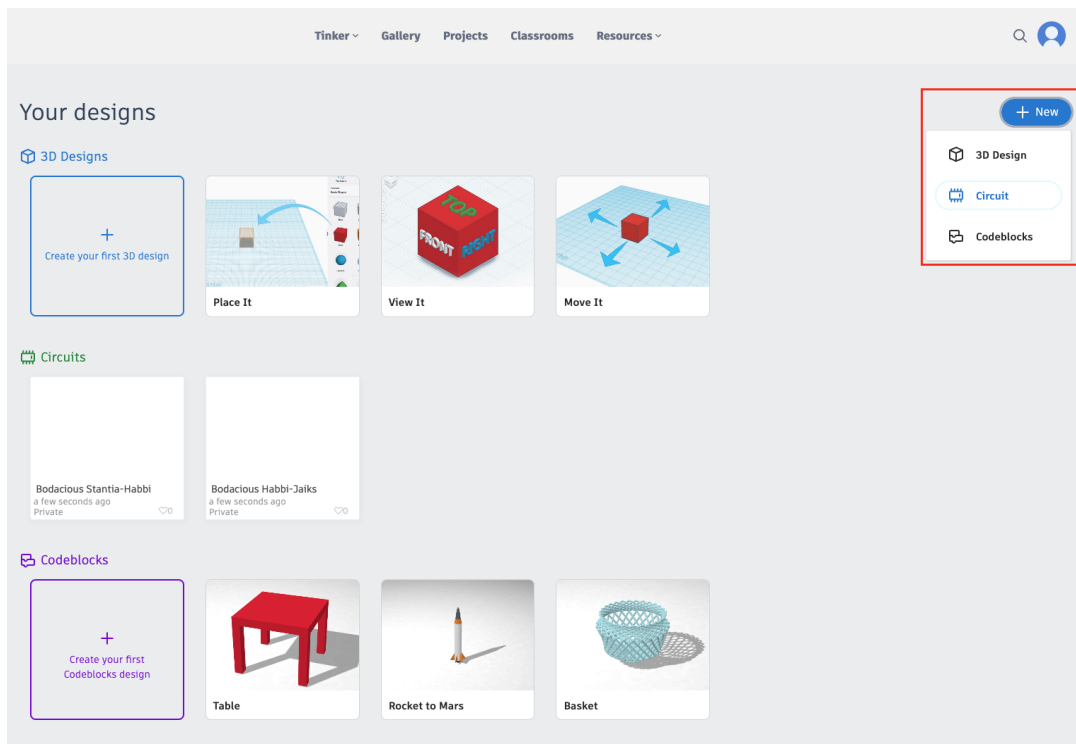 Tinker
Gallery
Projects
Classrooms
Resources
Your designs
+ New
3D Design
Circuit
Codeblocks
3D Designs
+
Create your first 3D design
Place It
TOP
FRONT
RIGHT
View It
Move It
Circuits
Bodacious Stantia-Habbi
a few seconds ago
Private
0
Bodacious Habbi-Jaiks
a few seconds ago
Private
0
Codeblocks
+
Create your first
Codeblocks design
Table
Rocket to Mars
Basket